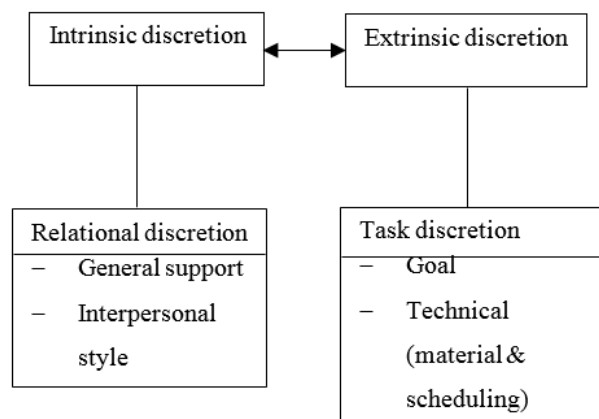 Intrinsic discretion
Extrinsic discretion
Relational discretion
– General support
– Interpersonal
style
Task discretion
– Goal
– Technical
(material &
scheduling)